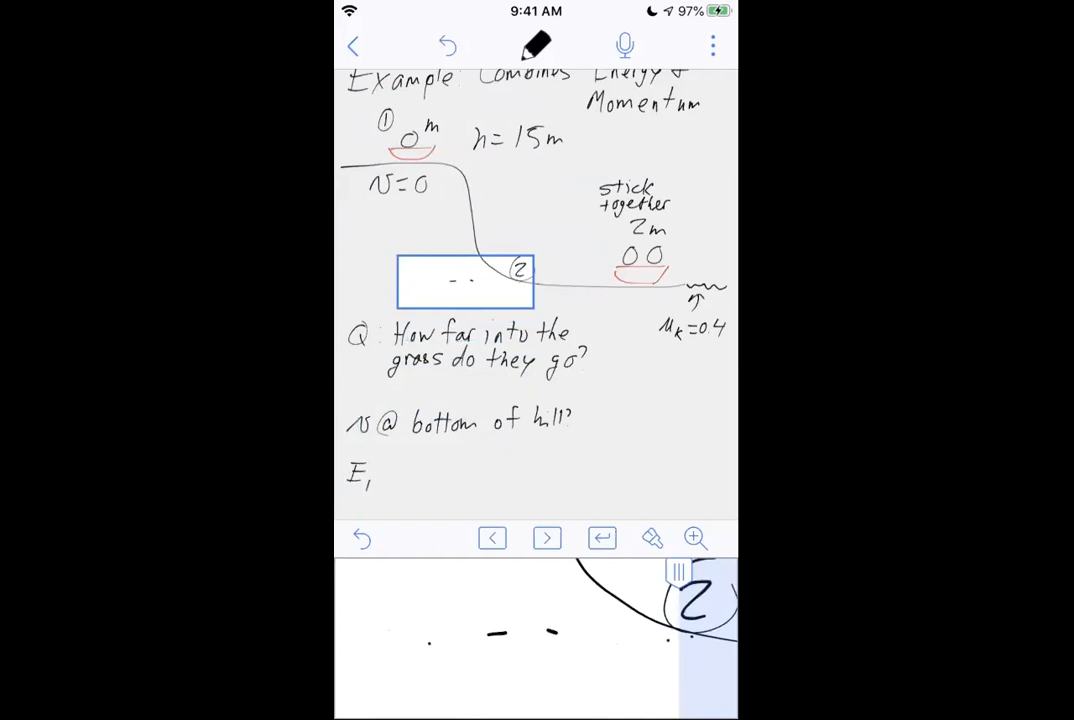 9:41 AM
97%
Example: Combines Energy &
Momentum
① m
h = 15m
v = 0
stick
together
2m
②
μk = 0.4
Q: How far into the
grass do they go?
v @ bottom of hill?
E₁
2